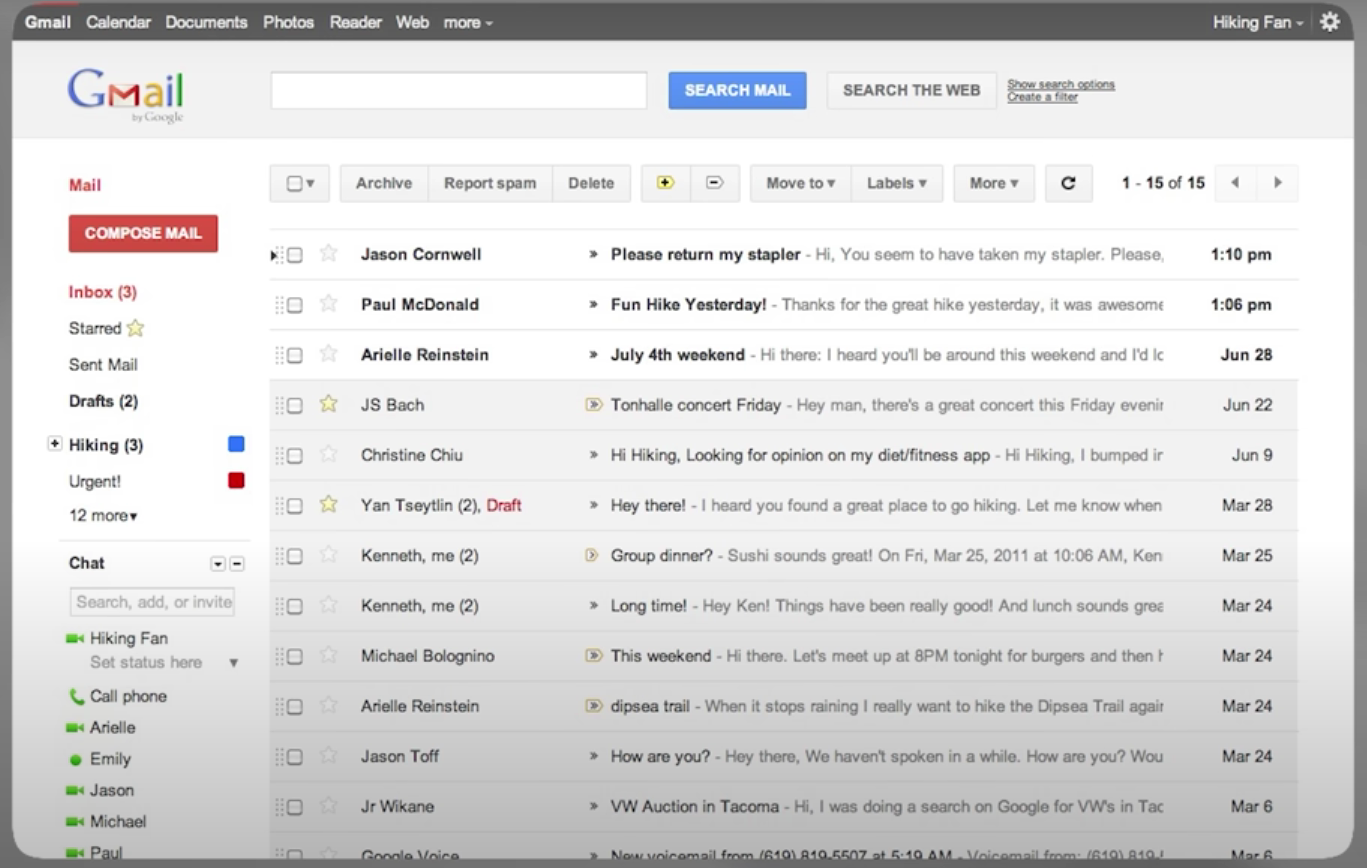 Gmail Calendar Documents Photos Reader Web more Hiking Fan
Gmail
by Google
SEARCH MAIL SEARCH THE WEB Show search options
Create a filter
Mail
COMPOSE MAIL
Inbox (3)
Starred
Sent Mail
Drafts (2)
Hiking (3)
Urgent!
12 more▾
Chat
Search, add, or invite
Hiking Fan
Set status here
Call phone
Arielle
Emily
Jason
Michael
Paul
Archive Report spam Delete Move to ▾ Labels ▾ More ▾ 1 - 15 of 15
Jason Cornwell » Please return my stapler - Hi, You seem to have taken my stapler. Please, 1:10 pm
Paul McDonald » Fun Hike Yesterday! - Thanks for the great hike yesterday, it was awesome 1:06 pm
Arielle Reinstein » July 4th weekend - Hi there: I heard you'll be around this weekend and I'd lo Jun 28
JS Bach » Tonhalle concert Friday - Hey man, there's a great concert this Friday evenin Jun 22
Christine Chiu » Hi Hiking, Looking for opinion on my diet/fitness app - Hi Hiking, I bumped in Jun 9
Yan Tseytlin (2), Draft » Hey there! - I heard you found a great place to go hiking. Let me know when Mar 28
Kenneth, me (2) › Group dinner? - Sushi sounds great! On Fri, Mar 25, 2011 at 10:06 AM, Ken Mar 25
Kenneth, me (2) » Long time! - Hey Ken! Things have been really good! And lunch sounds grea Mar 24
Michael Bolognino » This weekend - Hi there. Let's meet up at 8PM tonight for burgers and then h Mar 24
Arielle Reinstein » dipsea trail - When it stops raining I really want to hike the Dipsea Trail again Mar 24
Jason Toff » How are you? - Hey there, We haven't spoken in a while. How are you? Wou Mar 24
Jr Wikane » VW Auction in Tacoma - Hi, I was doing a search on Google for VW's in Tac Mar 6
Google Voice » New voicemail from (619) 819-5507 at 5:19 AM - Voicemail from: (619) 819- Mar 6